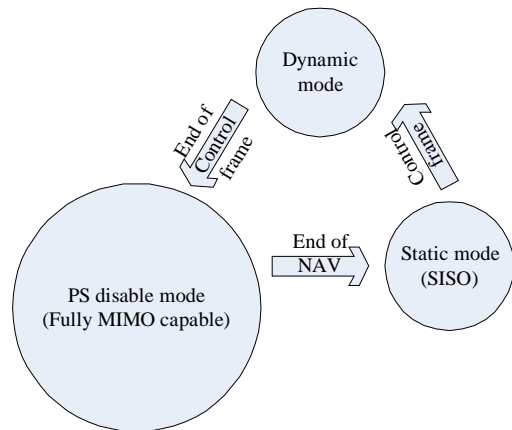 Dynamic
mode
End of
Control
frame
Control
frame
End of
NAV
Static mode
(SISO)
PS disable mode
(Fully MIMO capable)